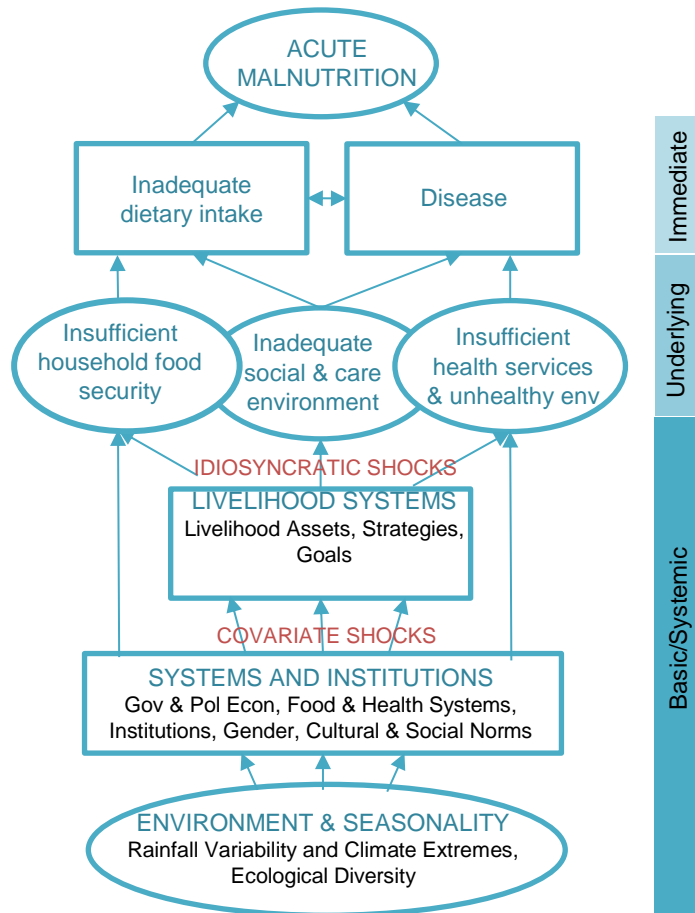 ACUTE
MALNUTRITION
Inadequate
dietary intake
Disease
Immediate
Insufficient
household food
security
Inadequate
social & care
environment
Insufficient
health services
& unhealthy env
Underlying
IDIOSYNCRATIC SHOCKS
LIVELIHOOD SYSTEMS
Livelihood Assets, Strategies,
Goals
COVARIATE SHOCKS
SYSTEMS AND INSTITUTIONS
Gov & Pol Econ, Food & Health Systems,
Institutions, Gender, Cultural & Social Norms
ENVIRONMENT & SEASONALITY
Rainfall Variability and Climate Extremes,
Ecological Diversity
Basic/Systemic